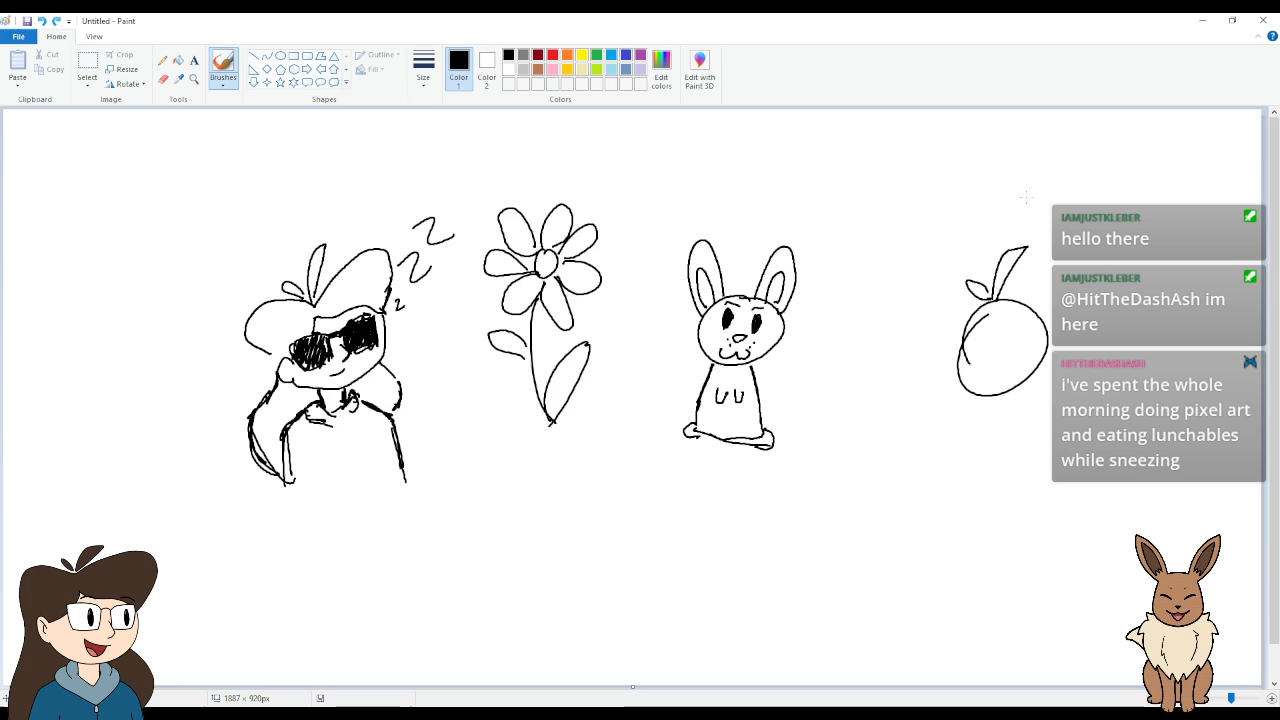 Untitled - Paint
File Home View
Paste
Cut
Copy
Clipboard
Select
Crop
Resize
Rotate
Image
Tools
Brushes
Shapes
Outline
Fill
Size
Color 1
Color 2
Edit colors
Colors
Edit with Paint 3D
z
z
z
IAMJUSTKLEBER
hello there
IAMJUSTKLEBER
@HitTheDashAsh im
here
HITTHEDASHASH
i've spent the whole
morning doing pixel art
and eating lunchables
while sneezing
1887 × 920px